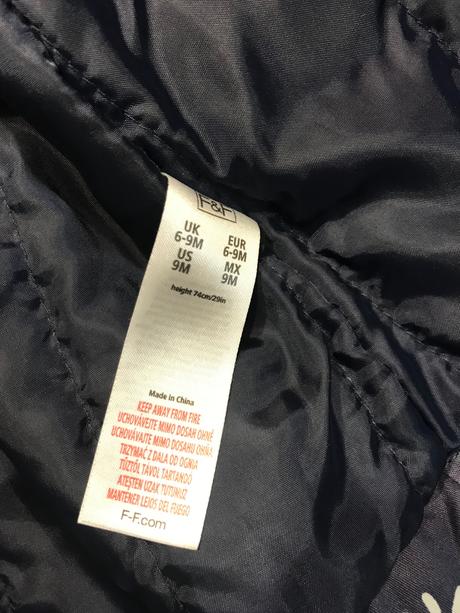 F&F
UK EUR
6-9M 6-9M
US MX
9M 9M
height 74cm/29in
Made in China
KEEP AWAY FROM FIRE
UCHOVÁVEJTE MIMO DOSAH OHNĚ
UCHOVÁVAJTE MIMO DOSAHU OHŇA
TRZYMAĆ Z DALA OD OGNIA
TŰZTŐL TÁVOL TARTANDÓ
ATEŞTEN UZAK TUTUNUZ
MANTENER LEJOS DEL FUEGO
F-F.com